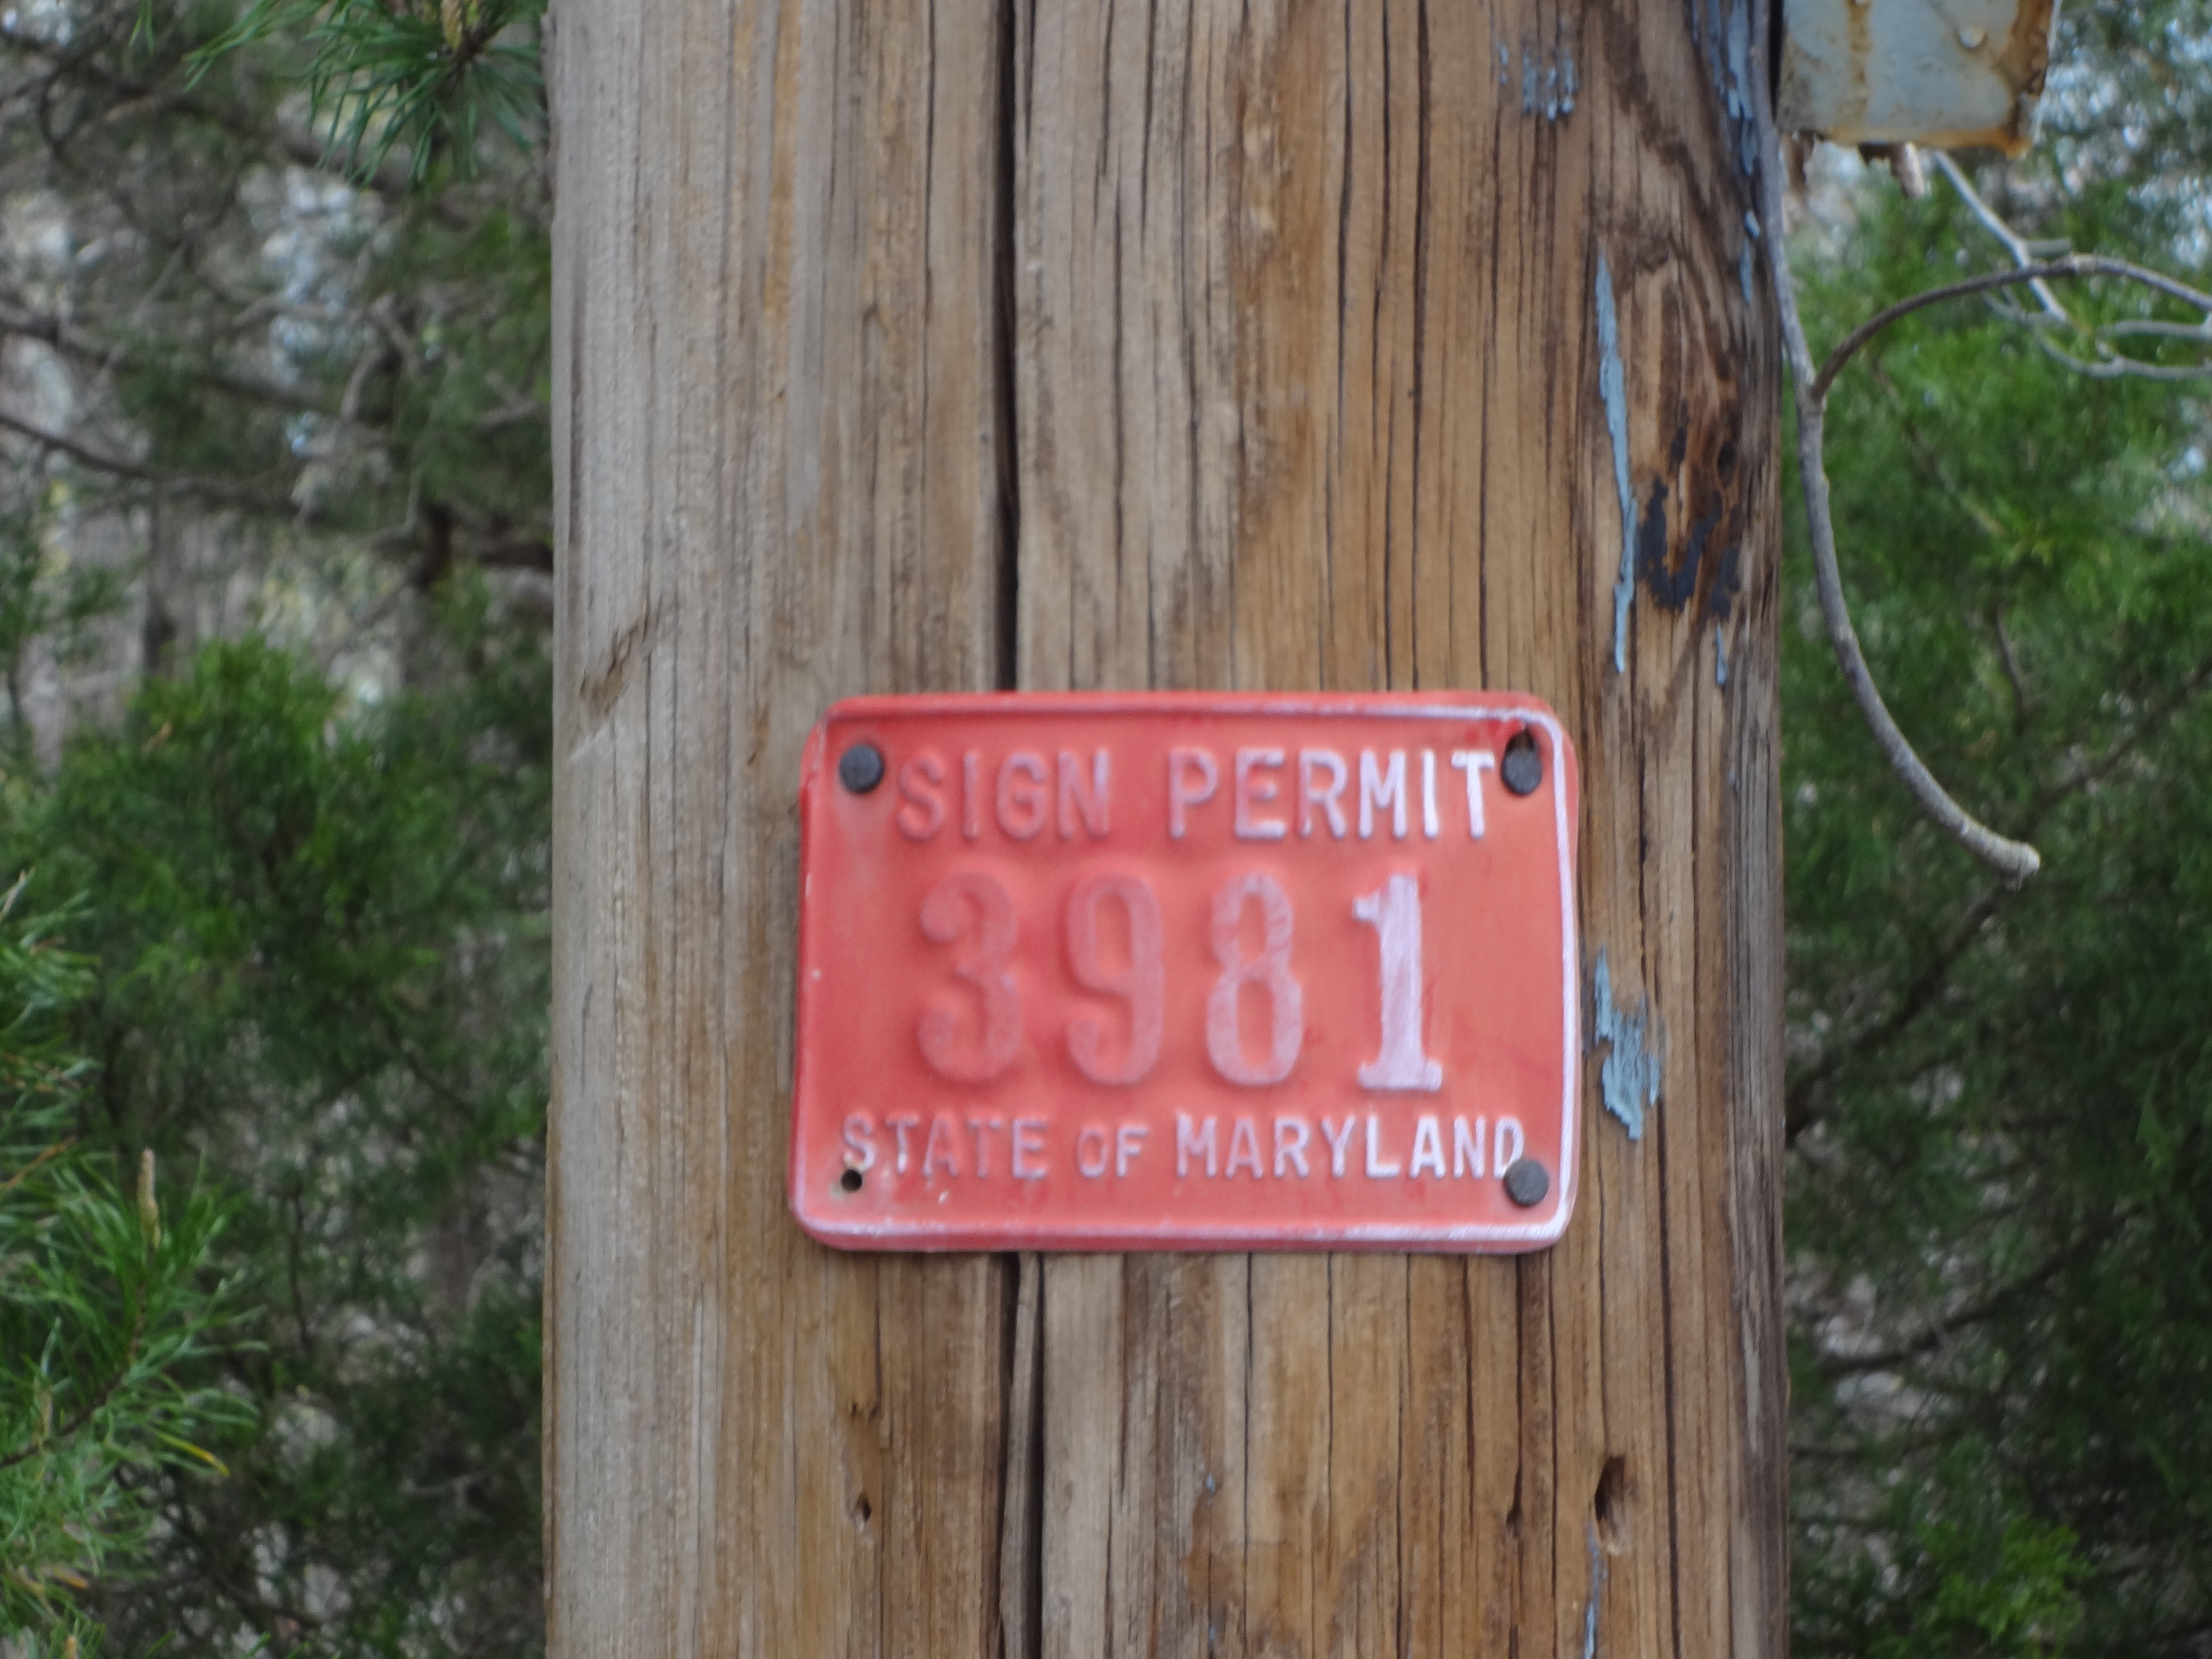 SIGN PERMIT
3981
STATE OF MARYLAND